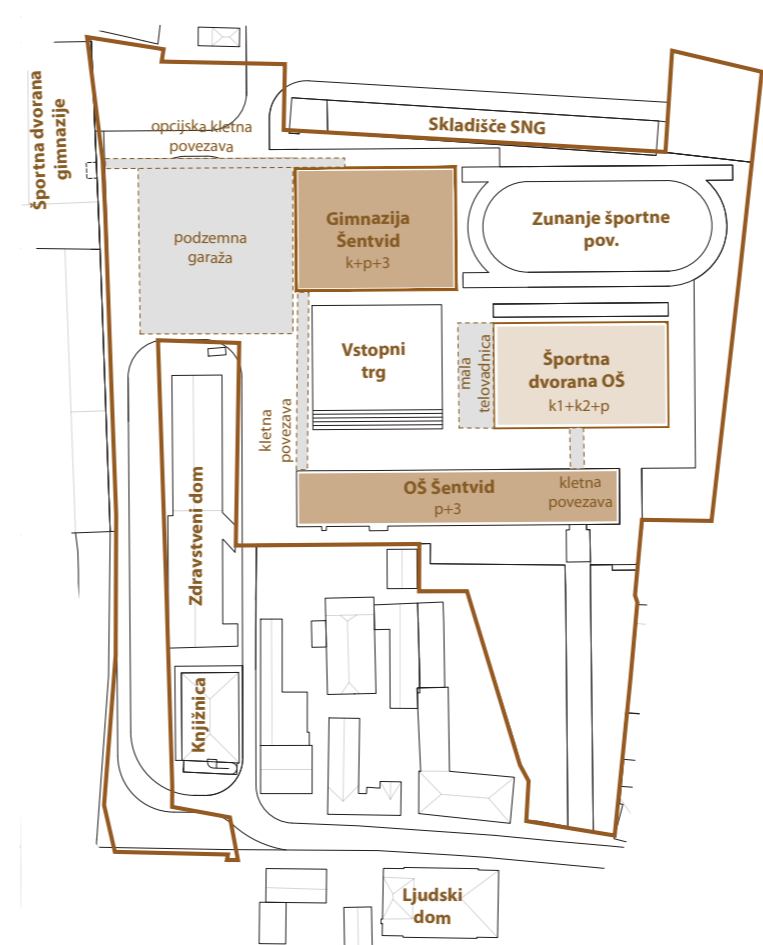 Športna dvorana
gimnazije
opcijska kletna
povezava
Skladišče SNG
podzemna
garaža
Gimnazija
Šentvid
k+p+3
Zunanje športne
pov.
Vstopni
trg
mala
telovadnica
Športna
dvorana OŠ
k1+k2+p
kletna
povezava
OŠ Šentvid
p+3
kletna
povezava
Zdravstveni dom
Knjižnica
Ljudski
dom